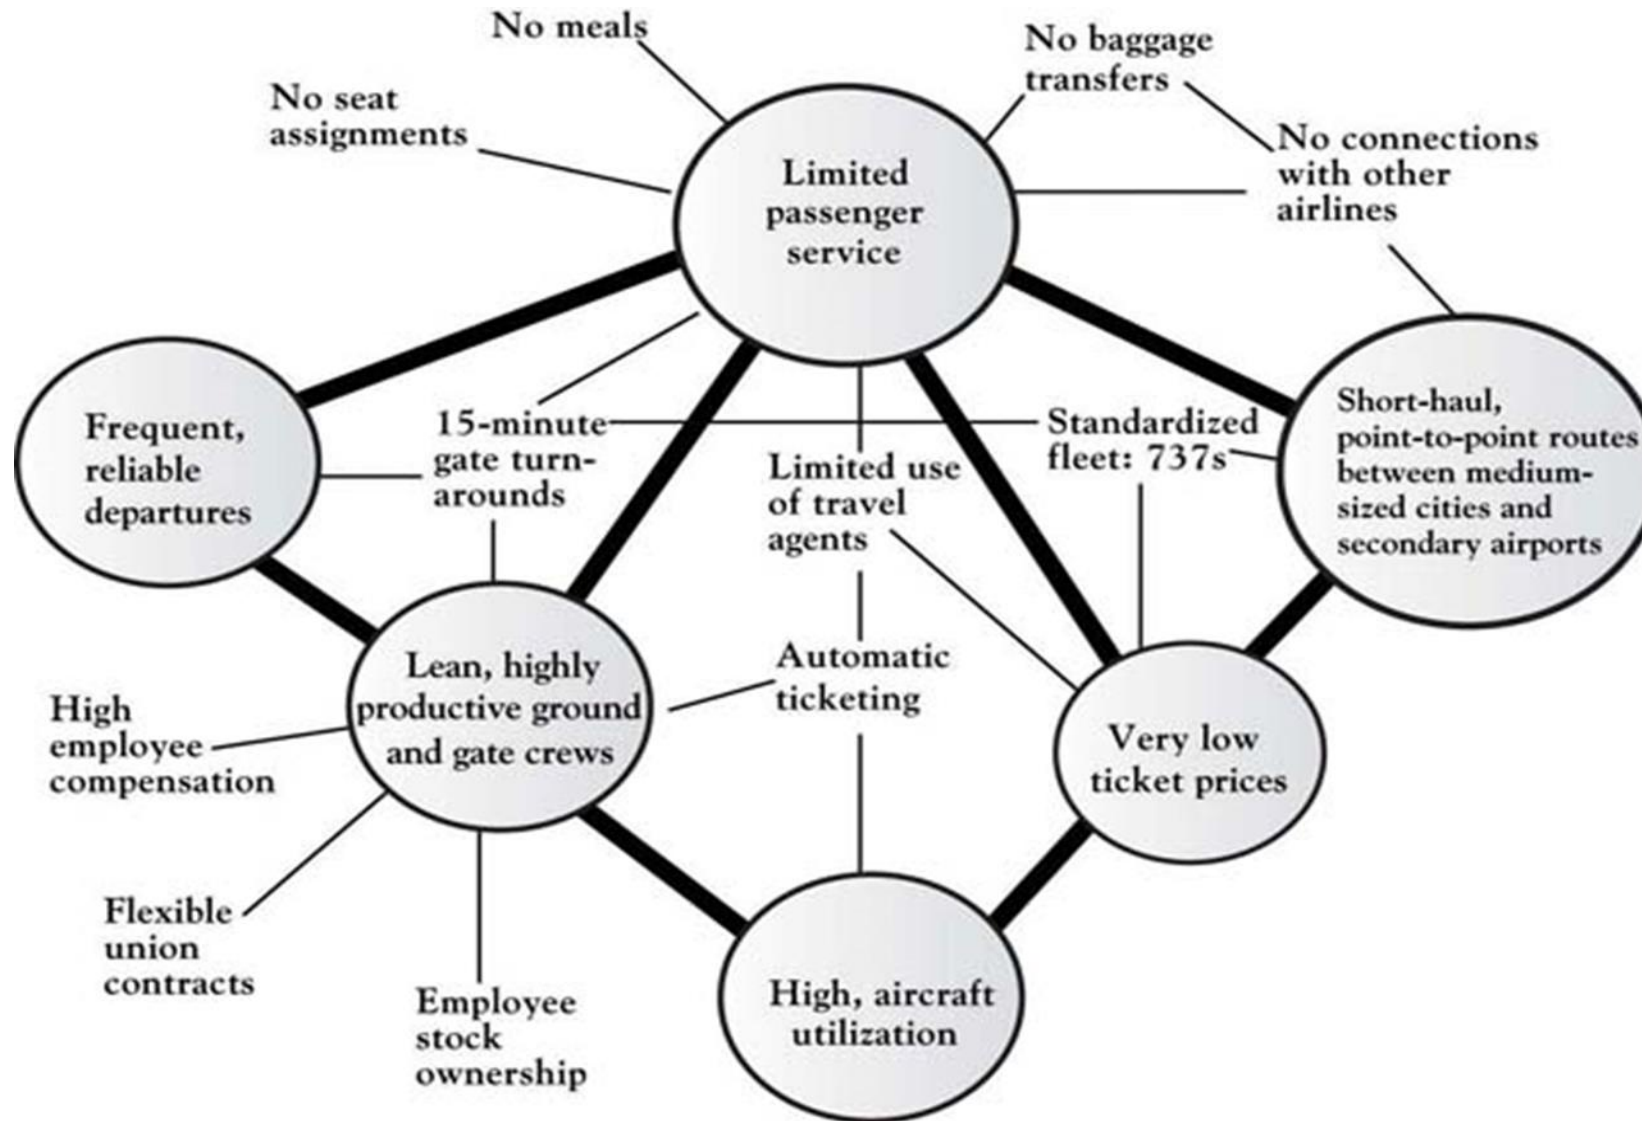 No meals
No baggage
transfers
No seat
assignments
No connections
with other
airlines
Limited
passenger
service
Frequent,
reliable
departures
15-minute
gate turn-
arounds
Limited use
of travel
agents
Standardized
fleet: 737s
Short-haul,
point-to-point routes
between medium-
sized cities and
secondary airports
Lean, highly
productive ground
and gate crews
Automatic
ticketing
High
employee
compensation
Very low
ticket prices
Flexible
union
contracts
Employee
stock
ownership
High, aircraft
utilization